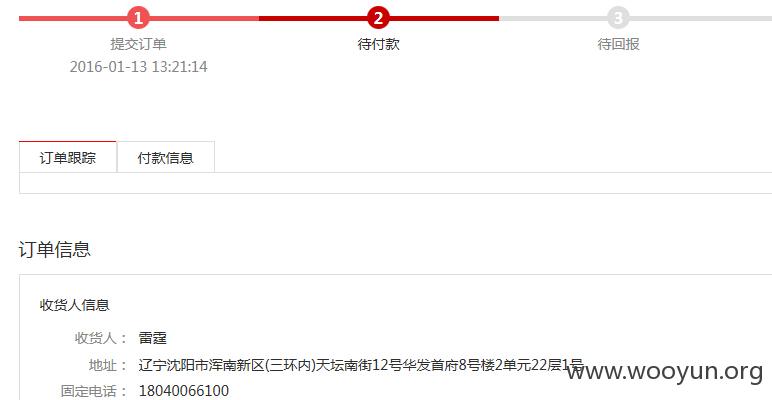 1 2 3
提交订单 待付款 待回报
2016-01-13 13:21:14
订单跟踪 付款信息
订单信息
收货人信息
收货人： 雷霆
地址： 辽宁沈阳市浑南新区(三环内)天坛南街12号华发首府8号楼2单元22层1号
www.wooyun.org
固定电话： 18040066100